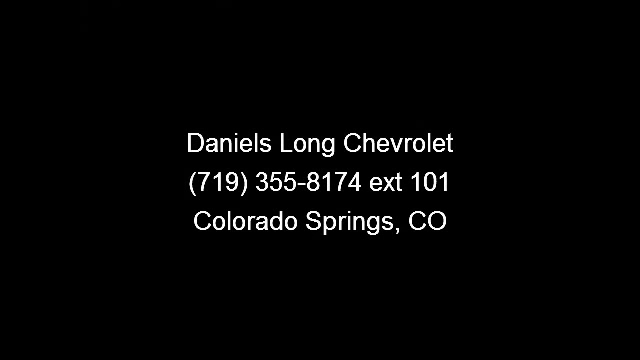 Daniels Long Chevrolet
(719) 355-8174 ext 101
Colorado Springs, CO